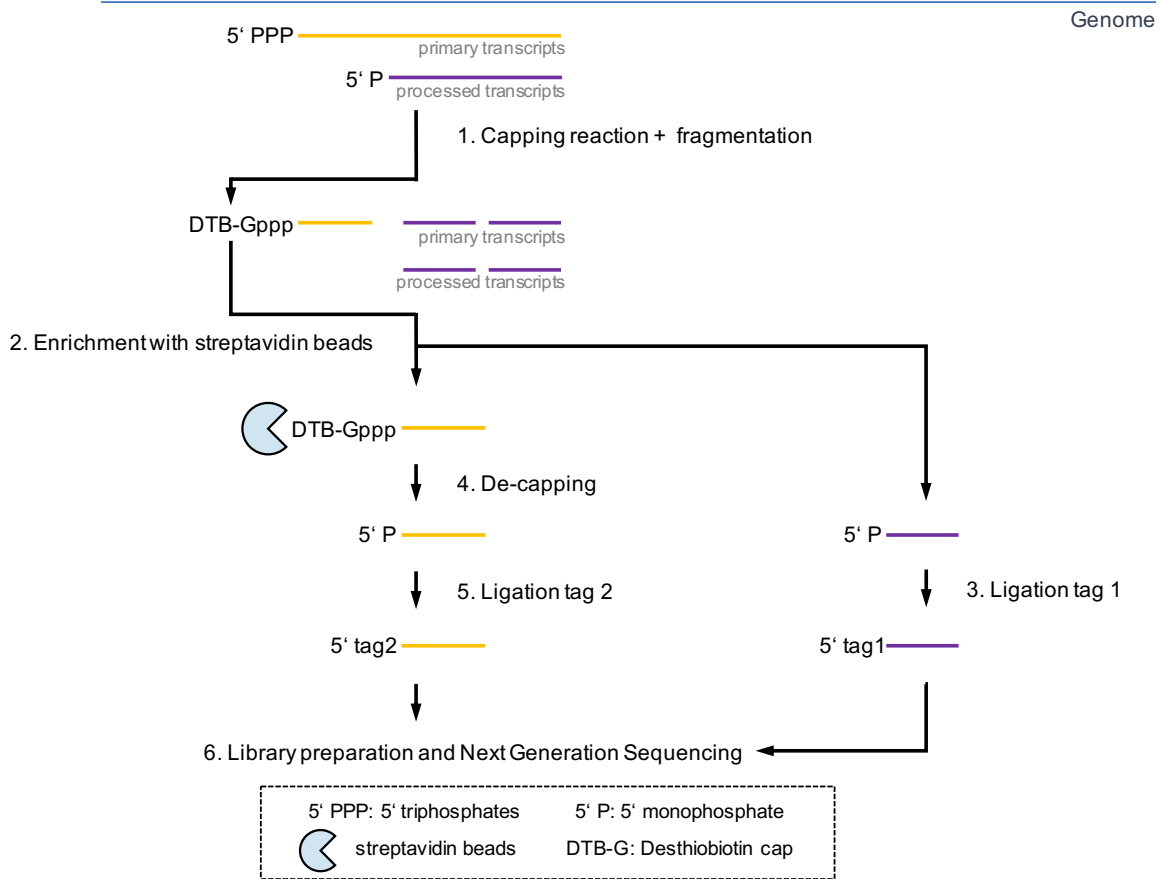 Genome
5‘ PPP
primary transcripts
5‘ P
processed transcripts
1. Capping reaction + fragmentation
DTB-Gppp
primary transcripts
processed transcripts
2. Enrichment with streptavidin beads
DTB-Gppp
4. De-capping
5‘ P
5‘ P
5. Ligation tag 2
3. Ligation tag 1
5‘ tag2
5‘ tag1
6. Library preparation and Next Generation Sequencing
5‘ PPP: 5‘ triphosphates
5‘ P: 5‘ monophosphate
streptavidin beads
DTB-G: Desthiobiotin cap